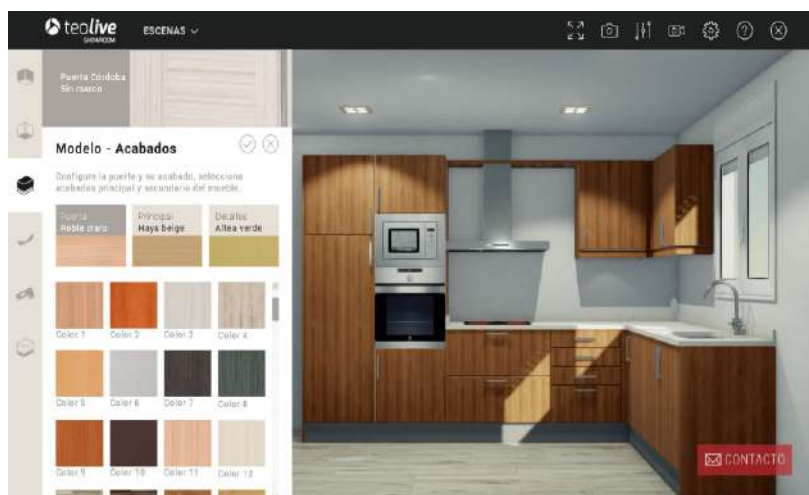 teolive
SHOWROOM
ESCENAS
Puerta Córdoba
Sin marco
Modelo - Acabados
Configure la puerta y su acabado, seleccione
acabados principal y secundario del mueble.
Puerta
Roble claro
Principal
Haya beige
Detalles
Altea verde
Color 1
Color 2
Color 3
Color 4
Color 5
Color 6
Color 7
Color 8
Color 9
Color 10
Color 11
Color 12
CONTACTO